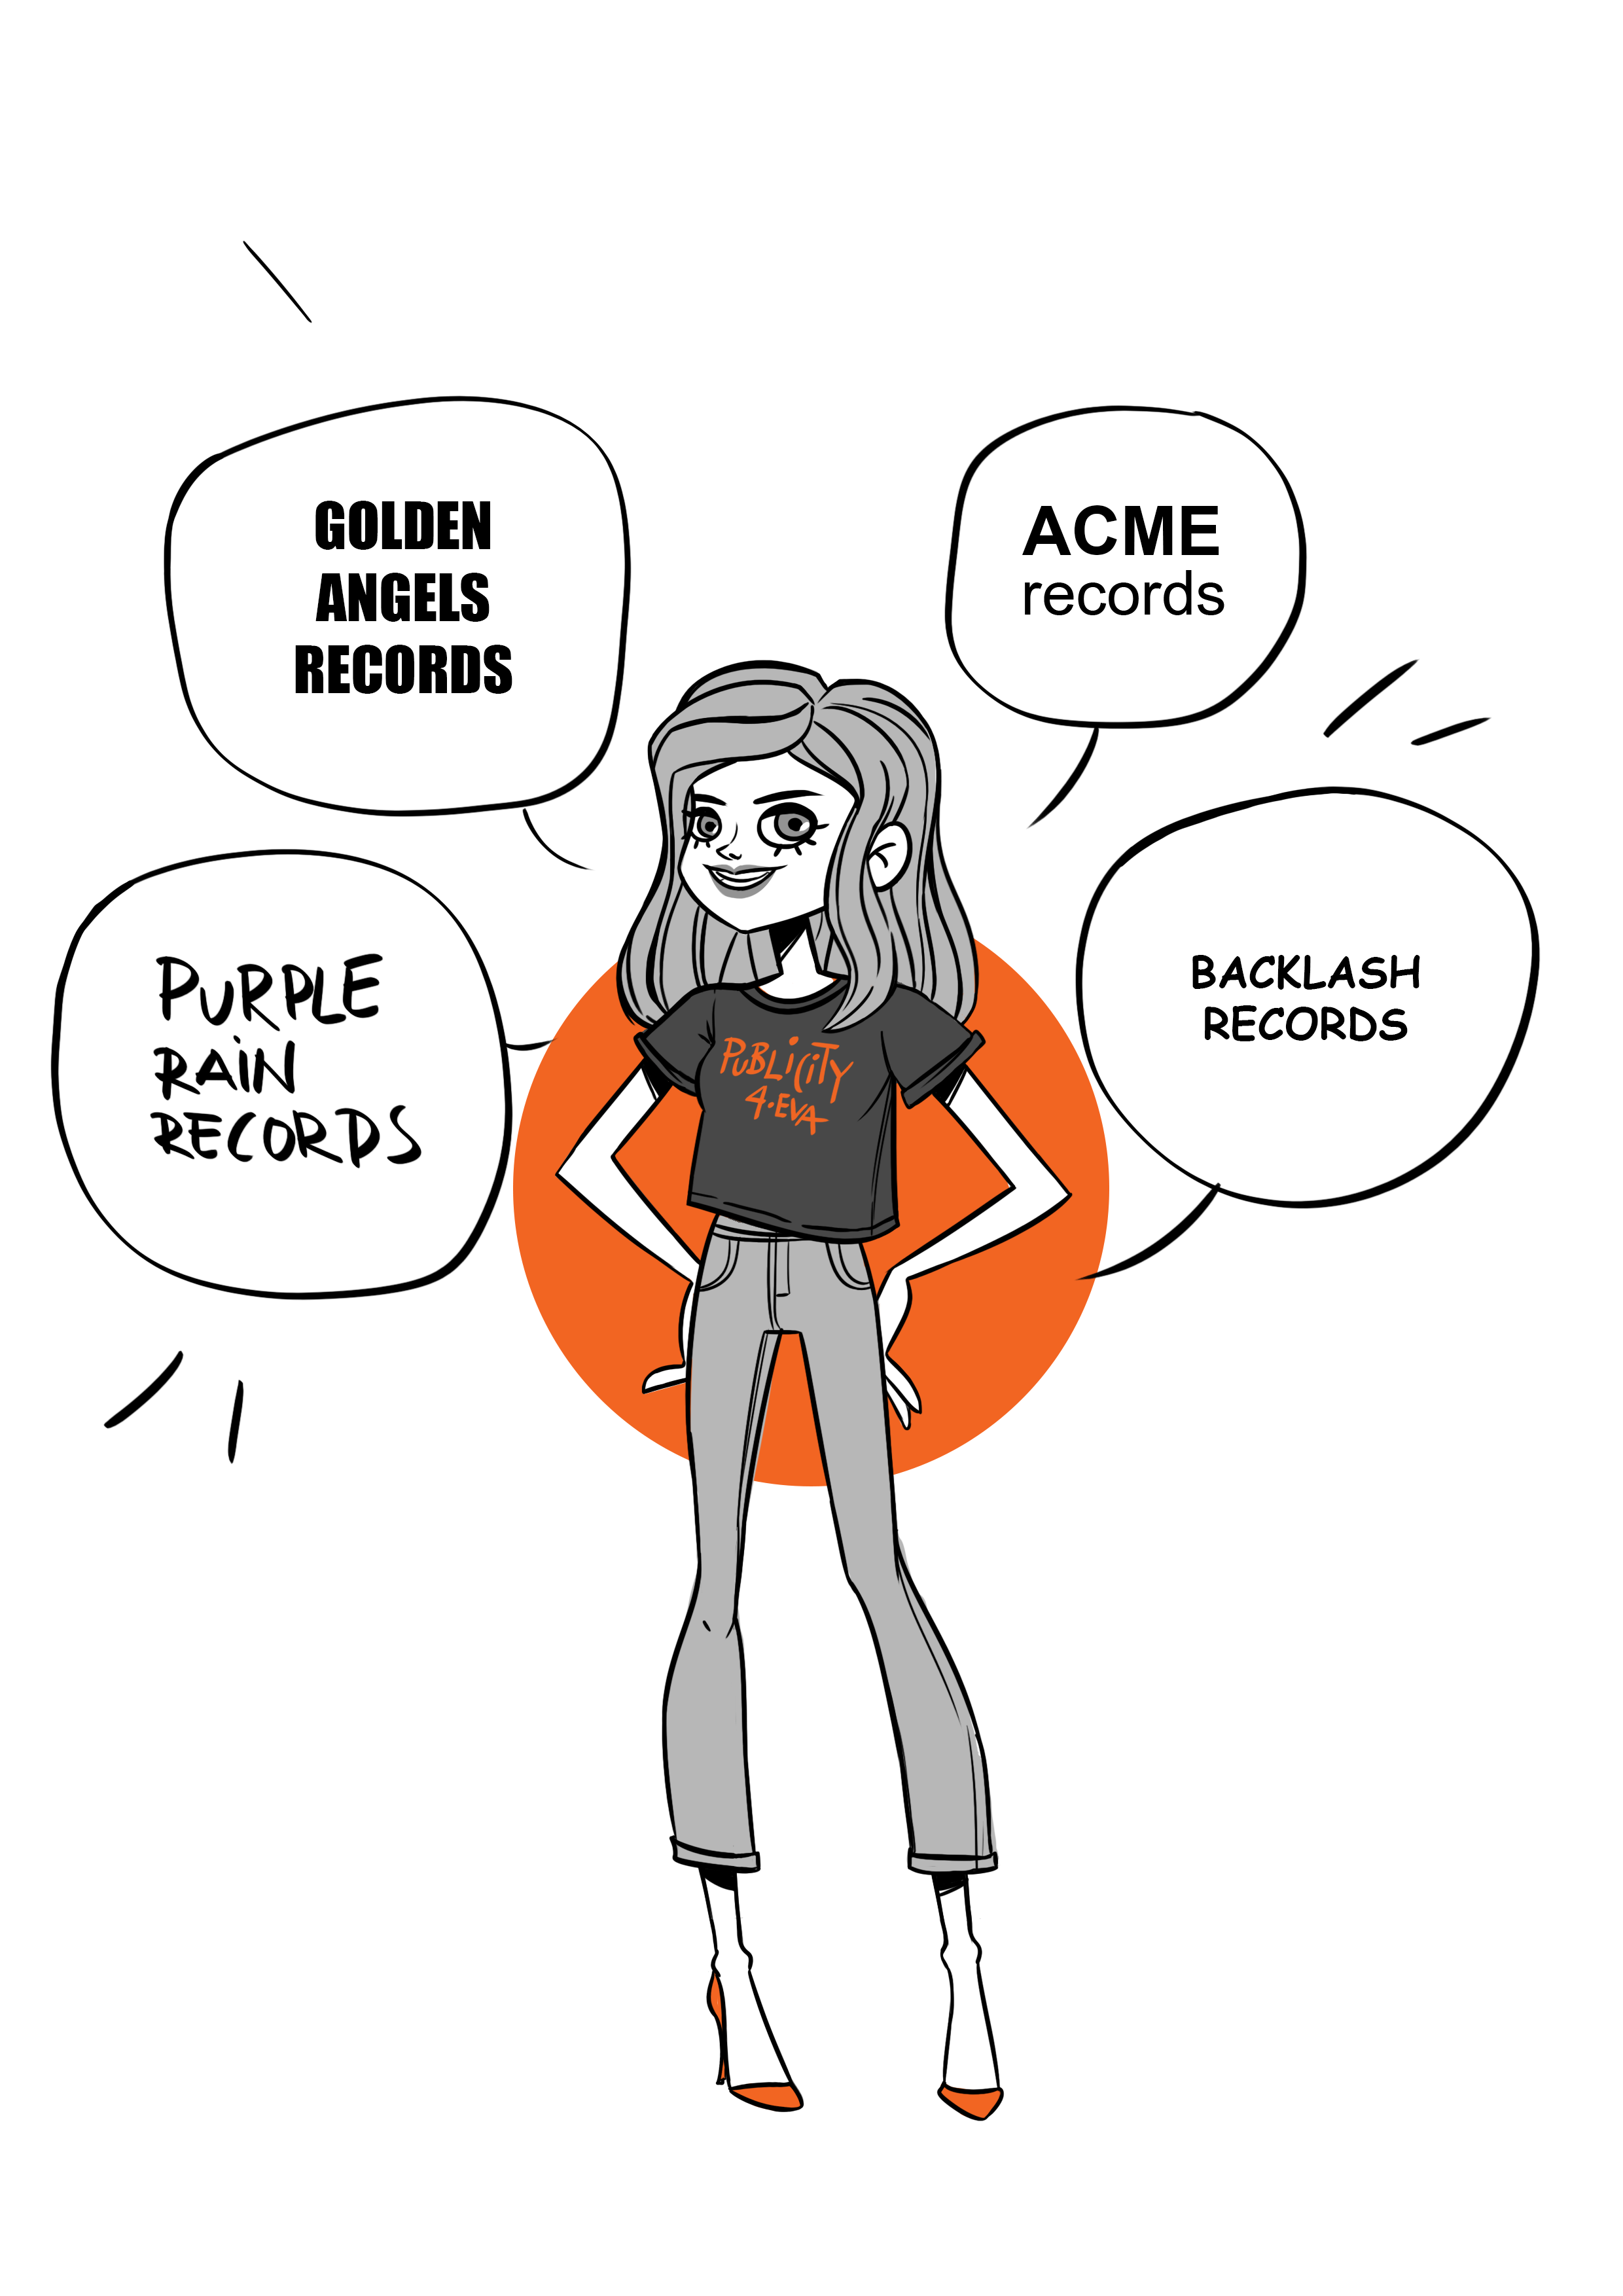 GOLDEN
ANGELS
RECORDS
ACME
records
PURPLE
RAiN
RECORDS
BACKLASH
RECORDS
PUBLiCiTY
4•EVA